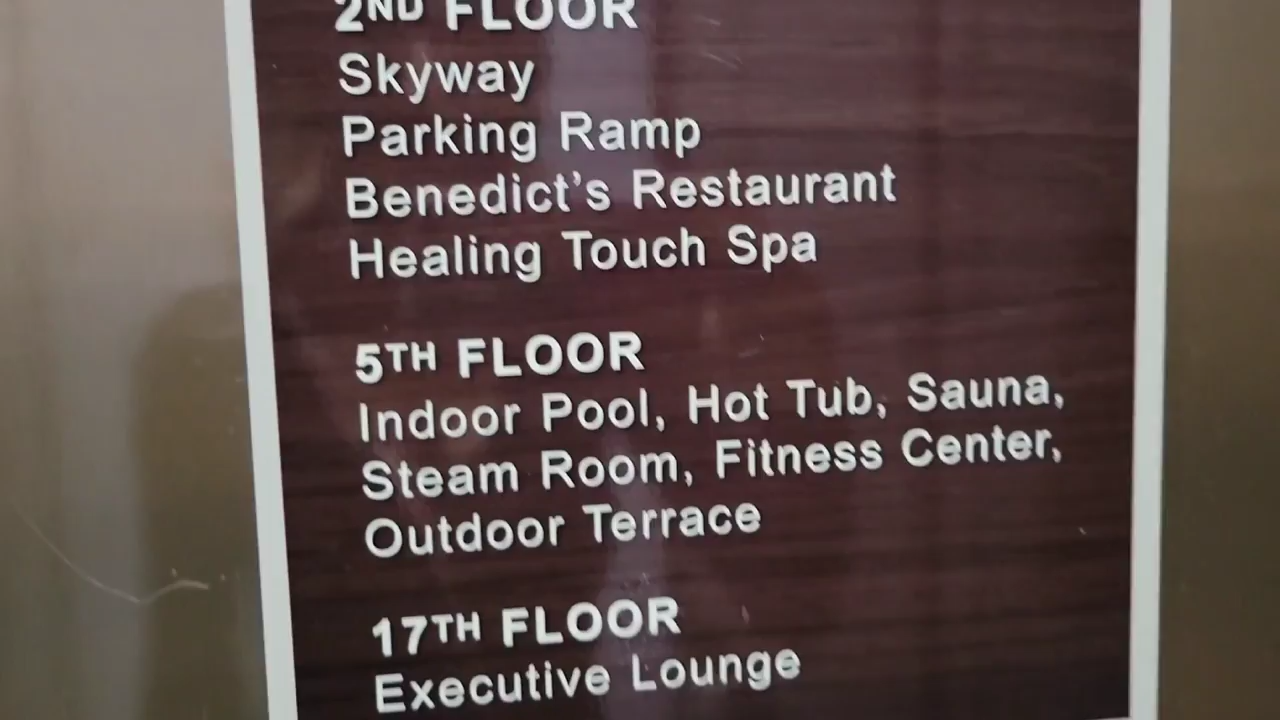 2ND FLOOR
Skyway
Parking Ramp
Benedict's Restaurant
Healing Touch Spa
5TH FLOOR
Indoor Pool, Hot Tub, Sauna,
Steam Room, Fitness Center,
Outdoor Terrace
17TH FLOOR
Executive Lounge